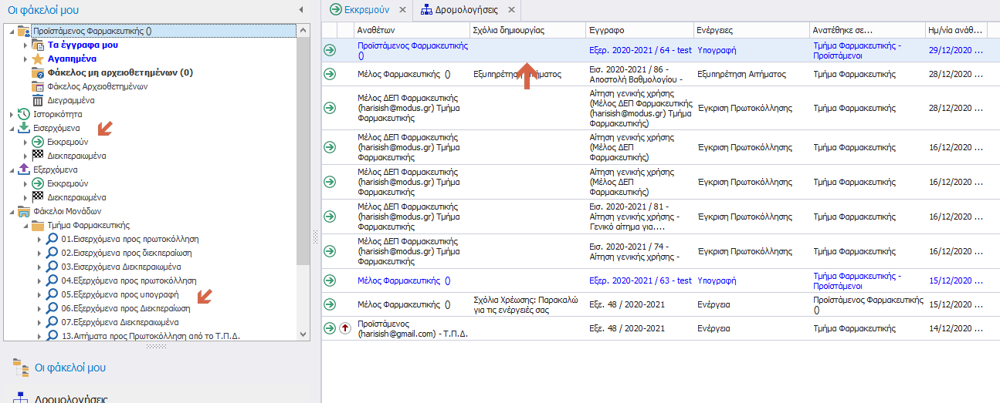 Οι φάκελοί μου
Προϊστάμενος Φαρμακευτικής ()
Τα έγγραφα μου
Αγαπημένα
Φάκελος μη αρχειοθετημένων (0)
Φάκελος Αρχειοθετημένων
Διεγραμμένα
Ιστορικότητα
Εισερχόμενα
Εκκρεμούν
Διεκπεραιωμένα
Εξερχόμενα
Εκκρεμούν
Διεκπεραιωμένα
Φάκελοι Μονάδων
Τμήμα Φαρμακευτικής
01.Εισερχόμενα προς πρωτοκόλληση
02.Εισερχόμενα προς διεκπεραίωση
03.Εισερχόμενα Διεκπεραιωμένα
04.Εξερχόμενα προς πρωτοκόλληση
05.Εξερχόμενα προς υπογραφή
06.Εξερχόμενα προς Διεκπεραίωση
07.Εξερχόμενα Διεκπεραιωμένα
13.Αιτήματα προς Πρωτοκόλληση από το Τ.Π.Δ.
Οι φάκελοί μου
Δρομολογήσεις
Εκκρεμούν
Δρομολογήσεις
Αναθέτων Σχόλια δημιουργίας Έγγραφο Ενέργειες Ανατέθηκε σε... Ημ/νία ανάθ...
Προϊστάμενος Φαρμακευτικής
()
Εξερ. 2020-2021 / 64 - test Υπογραφή
Τμήμα Φαρμακευτικής -
Προϊστάμενοι
29/12/2020 ...
Μέλος Φαρμακευτικής ()
Εξυπηρέτηση Αιτήματος
Εισ. 2020-2021 / 86 -
Αποστολή Βαθμολογίου -
Εξυπηρέτηση Αιτήματος
Τμήμα Φαρμακευτικής
28/12/2020 ...
Μέλος ΔΕΠ Φαρμακευτικής
(harisish@modus.gr) Τμήμα
Φαρμακευτικής
Αίτηση γενικής χρήσης
(Μέλος ΔΕΠ Φαρμακευτικής
(harisish@modus.gr) Τμήμα
Φαρμακευτικής)
Έγκριση Πρωτοκόλλησης
Τμήμα Φαρμακευτικής
28/12/2020 ...
Μέλος ΔΕΠ Φαρμακευτικής
(harisish@modus.gr) Τμήμα
Φαρμακευτικής
Αίτηση γενικής χρήσης
(Μέλος ΔΕΠ
Φαρμακευτικής)
Έγκριση Πρωτοκόλλησης
Τμήμα Φαρμακευτικής
16/12/2020 ...
Μέλος ΔΕΠ Φαρμακευτικής
(harisish@modus.gr) Τμήμα
Φαρμακευτικής
Αίτηση γενικής χρήσης
(Μέλος ΔΕΠ
Φαρμακευτικής)
Έγκριση Πρωτοκόλλησης
Τμήμα Φαρμακευτικής
16/12/2020 ...
Μέλος ΔΕΠ Φαρμακευτικής
(harisish@modus.gr) Τμήμα
Φαρμακευτικής
Εισ. 2020-2021 / 81 -
Αίτηση γενικής χρήσης -
Γενικό αίτημα για....
Έγκριση Πρωτοκόλλησης
Τμήμα Φαρμακευτικής
16/12/2020 ...
Μέλος ΔΕΠ Φαρμακευτικής
(harisish@modus.gr) Τμήμα
Φαρμακευτικής
Εισ. 2020-2021 / 74 -
Αίτηση γενικής χρήσης -
Έγκριση Πρωτοκόλλησης
Τμήμα Φαρμακευτικής
16/12/2020 ...
Μέλος Φαρμακευτικής ()
Εξερ. 2020-2021 / 63 - test Υπογραφή
Τμήμα Φαρμακευτικής -
Προϊστάμενοι
15/12/2020 ...
Μέλος Φαρμακευτικής ()
Σχόλια Χρέωσης: Παρακαλώ
για τις ενέργειές σας
Εξε. 48 / 2020-2021
Ενέργεια
Προϊστάμενος Φαρμακευτικής
()
15/12/2020 ...
Προϊστάμενος
(harisish@gmail.com) - Τ.Π.Δ.
Εξε. 48 / 2020-2021
Ενέργεια
Τμήμα Φαρμακευτικής
14/12/2020 ...